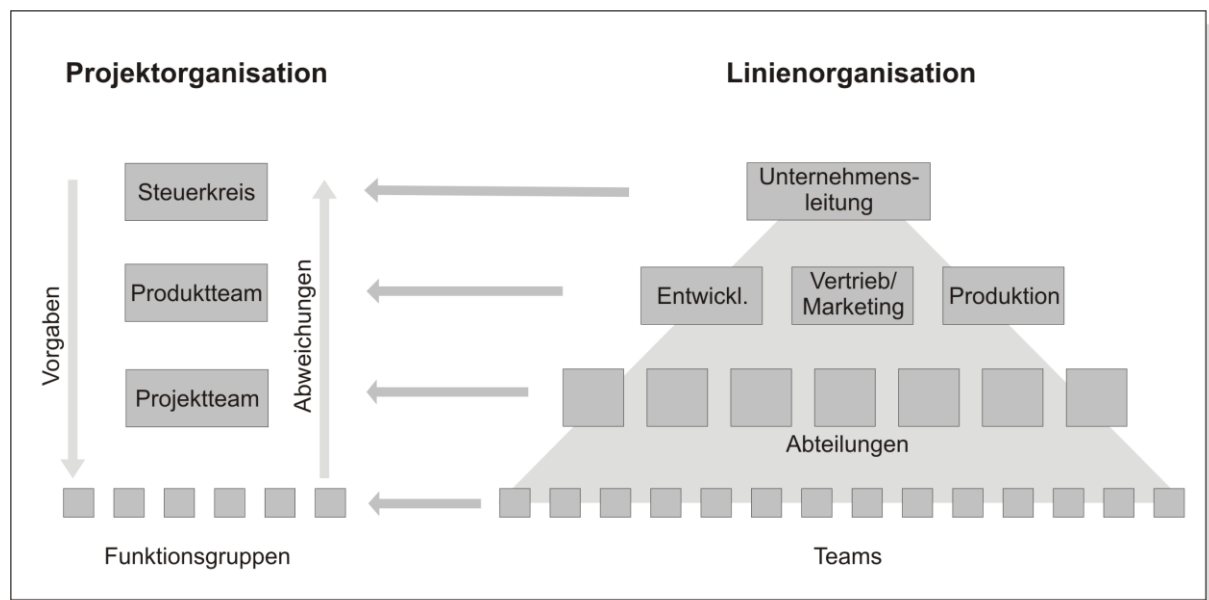 Projektorganisation
Linienorganisation
Steuerkreis
Unternehmens-
leitung
Vorgaben
Abweichungen
Produktteam
Entwickl.
Vertrieb/
Marketing
Produktion
Projektteam
Abteilungen
Funktionsgruppen
Teams